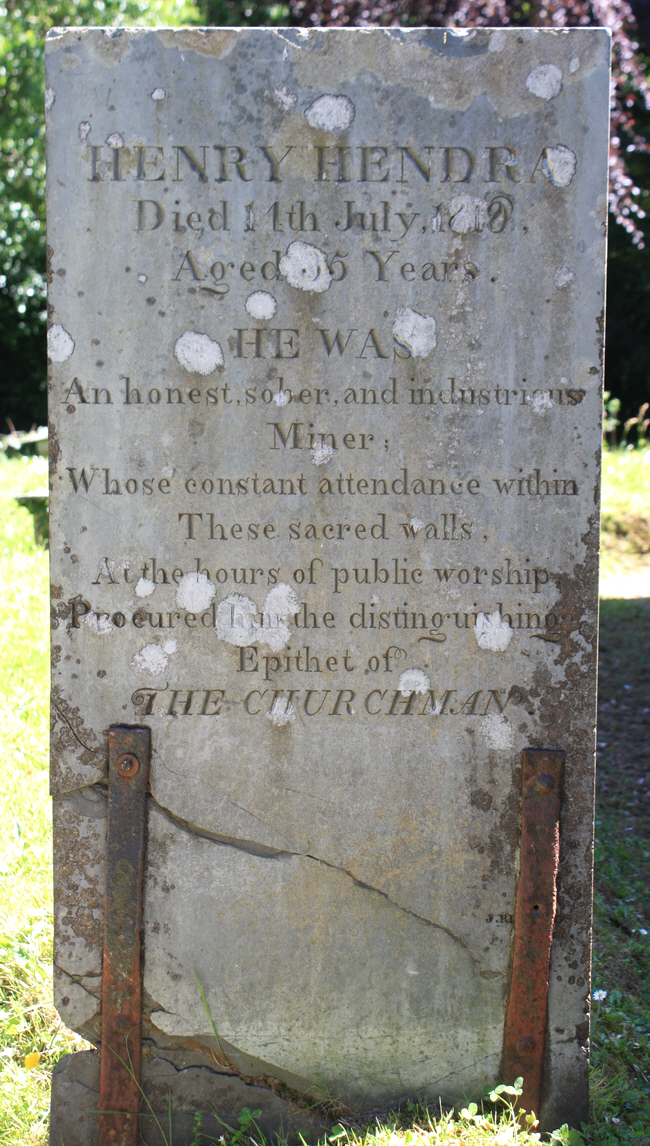 HENRY HENDRA
Died 14th July,
Aged Years.
HE WAS
An honest, sober, and industrious
Miner;
Whose constant attendance within
These sacred walls,
At the hours of public worship
Procured him the distinguishing
Epithet of
THE CHURCHMAN